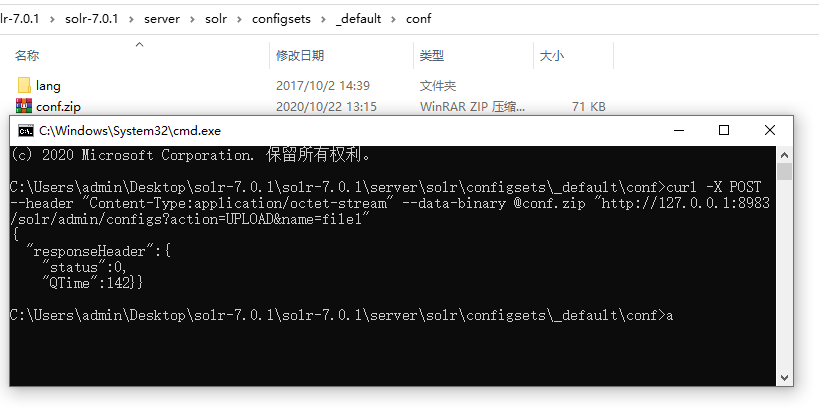 lr-7.0.1 › solr-7.0.1 › server › solr › configsets › _default › conf
名称 修改日期 类型 大小
lang 2017/10/2 14:39 文件夹
conf.zip 2020/10/22 13:15 WinRAR ZIP 压缩... 71 KB
C:\Windows\System32\cmd.exe
(c) 2020 Microsoft Corporation. 保留所有权利。
C:\Users\admin\Desktop\solr-7.0.1\solr-7.0.1\server\solr\configsets\_default\conf>curl -X POST
--header "Content-Type:application/octet-stream" --data-binary @conf.zip "http://127.0.0.1:8983
/solr/admin/configs?action=UPLOAD&name=file1"
{
"responseHeader":{
"status":0,
"QTime":142}}
C:\Users\admin\Desktop\solr-7.0.1\solr-7.0.1\server\solr\configsets\_default\conf>a